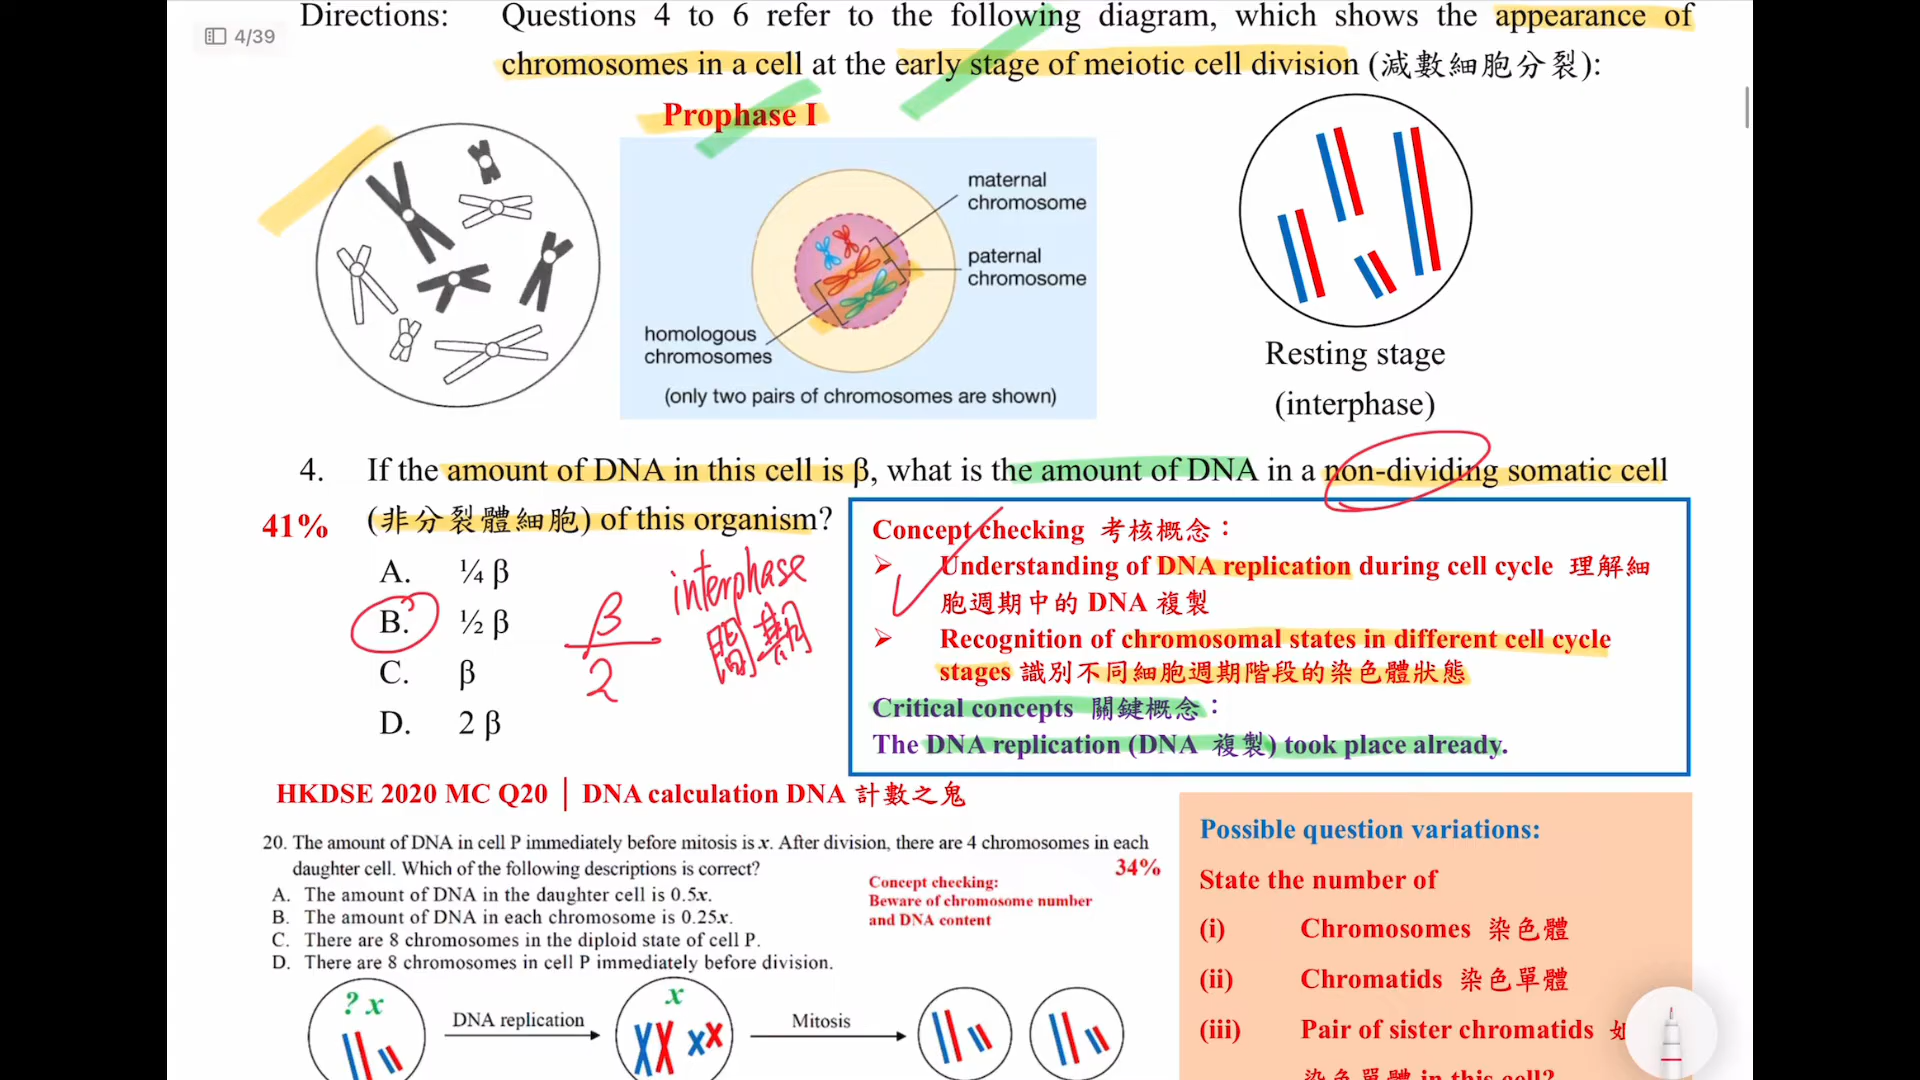 4/39
Directions: Questions 4 to 6 refer to the following diagram, which shows the appearance of
chromosomes in a cell at the early stage of meiotic cell division (減數細胞分裂):
Prophase I
maternal
chromosome
paternal
chromosome
homologous
chromosomes
(only two pairs of chromosomes are shown)
Resting stage
(interphase)
4. If the amount of DNA in this cell is β, what is the amount of DNA in a non-dividing somatic cell
41% (非分裂體細胞) of this organism?
A. ¼ β
B. ½ β
C. β
D. 2 β
β
2
interphase
間期
Concept checking 考核概念：
➢ Understanding of DNA replication during cell cycle 理解細
胞週期中的 DNA 複製
➢ Recognition of chromosomal states in different cell cycle
stages 識別不同細胞週期階段的染色體狀態
Critical concepts 關鍵概念：
The DNA replication (DNA 複製) took place already.
HKDSE 2020 MC Q20 │ DNA calculation DNA 計數之鬼
20. The amount of DNA in cell P immediately before mitosis is x. After division, there are 4 chromosomes in each
daughter cell. Which of the following descriptions is correct?
34%
A. The amount of DNA in the daughter cell is 0.5x.
B. The amount of DNA in each chromosome is 0.25x.
C. There are 8 chromosomes in the diploid state of cell P.
D. There are 8 chromosomes in cell P immediately before division.
Concept checking:
Beware of chromosome number
and DNA content
? x
DNA replication
x
Mitosis
Possible question variations:
State the number of
(i) Chromosomes 染色體
(ii) Chromatids 染色單體
(iii) Pair of sister chromatids
染色單體 in this cell?